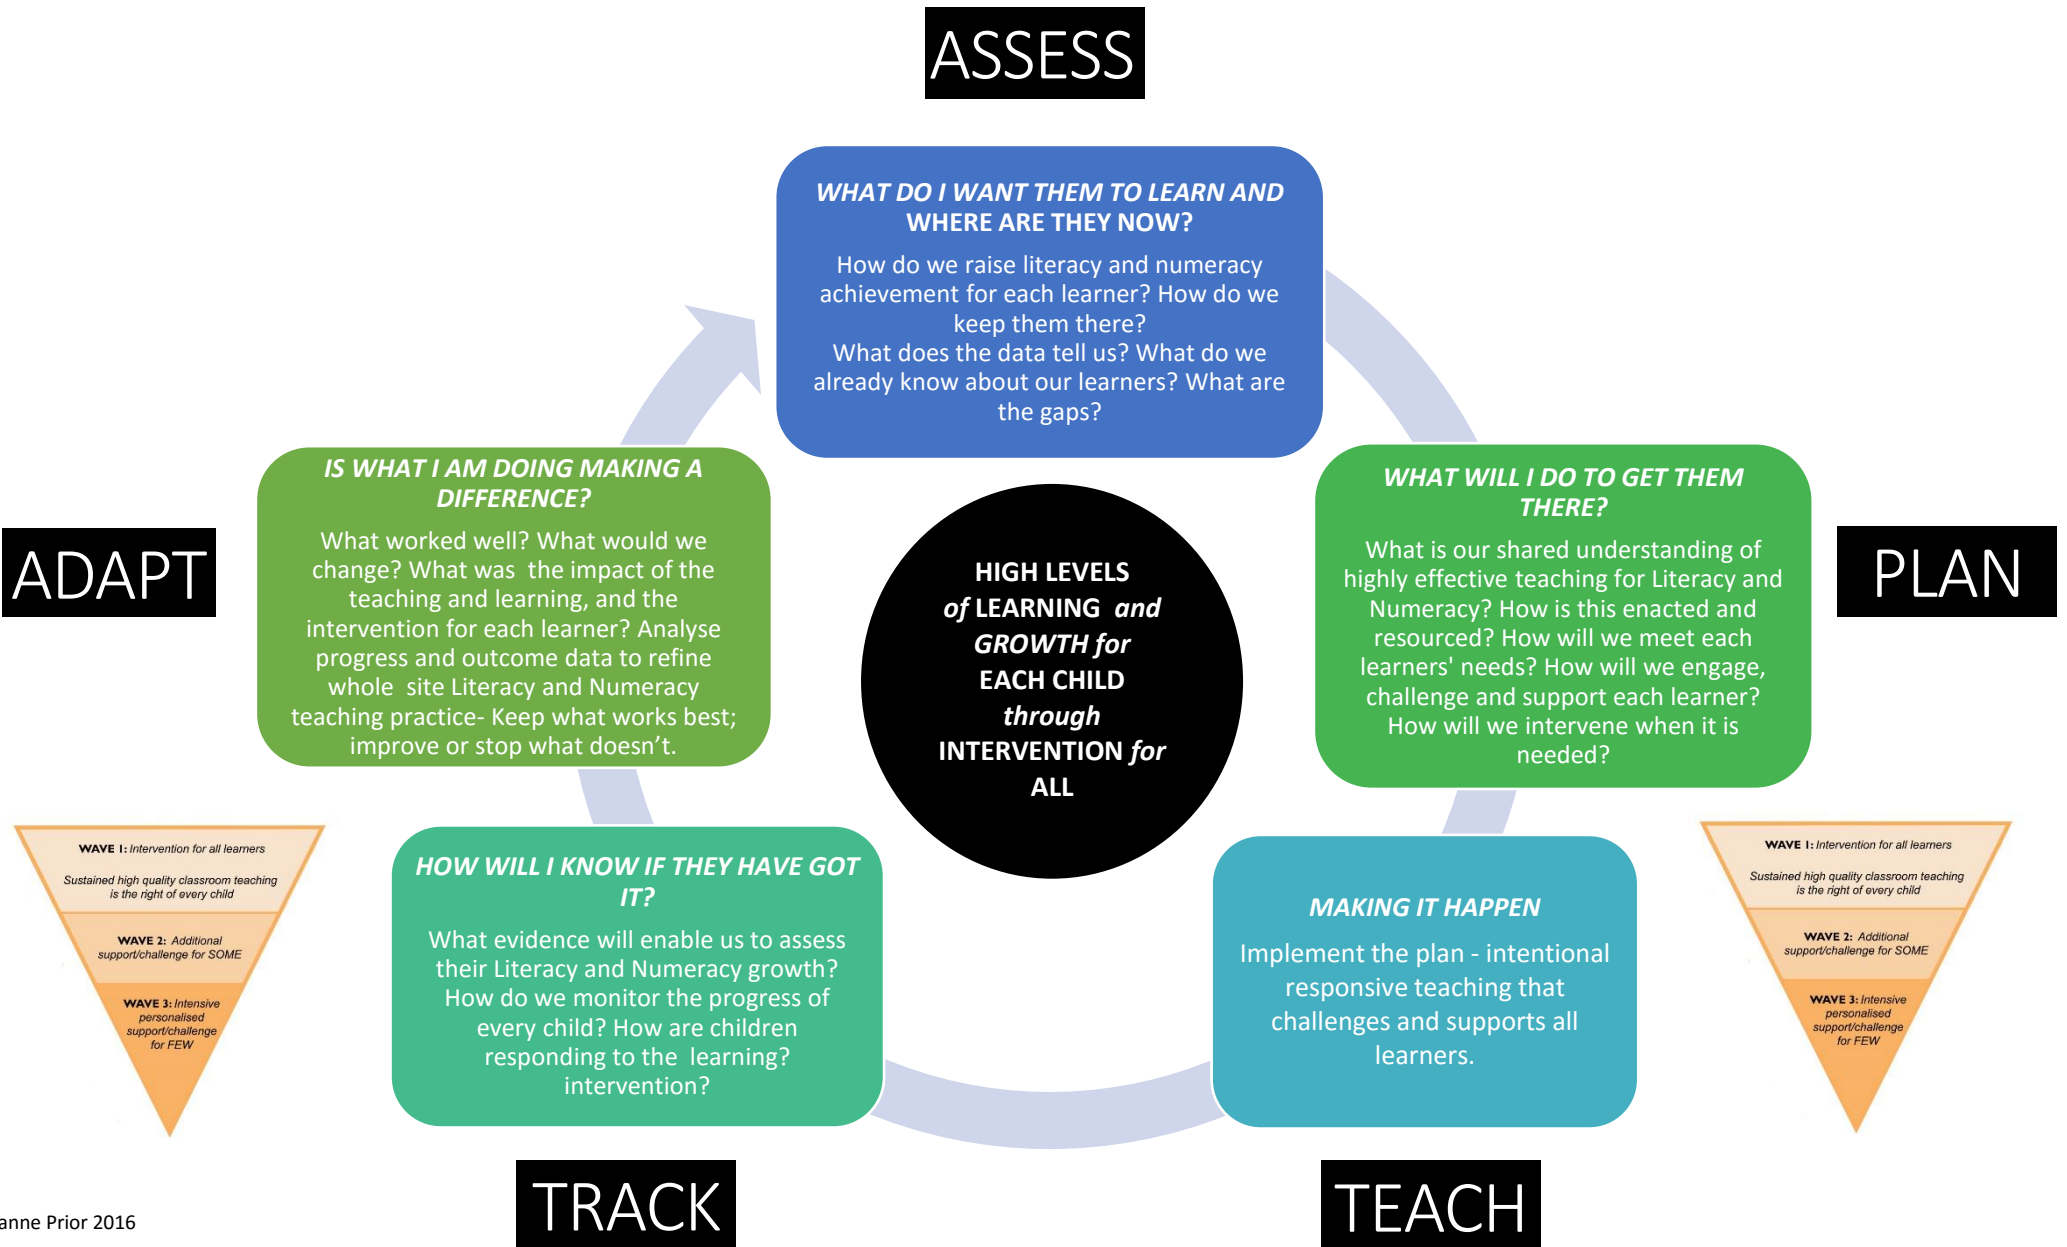 ASSESS
WHAT DO I WANT THEM TO LEARN AND
WHERE ARE THEY NOW?
How do we raise literacy and numeracy
achievement for each learner? How do we
keep them there?
What does the data tell us? What do we
already know about our learners? What are
the gaps?
WHAT WILL I DO TO GET THEM
THERE?
What is our shared understanding of
highly effective teaching for Literacy and
Numeracy? How is this enacted and
resourced? How will we meet each
learners' needs? How will we engage,
challenge and support each learner?
How will we intervene when it is
needed?
PLAN
MAKING IT HAPPEN
Implement the plan - intentional
responsive teaching that
challenges and supports all
learners.
TEACH
HOW WILL I KNOW IF THEY HAVE GOT
IT?
What evidence will enable us to assess
their Literacy and Numeracy growth?
How do we monitor the progress of
every child? How are children
responding to the  learning?
intervention?
TRACK
IS WHAT I AM DOING MAKING A
DIFFERENCE?
What worked well? What would we
change? What was  the impact of the
teaching and learning, and the
intervention for each learner? Analyse
progress and outcome data to refine
whole  site Literacy and Numeracy
teaching practice- Keep what works best;
improve or stop what doesn’t.
ADAPT
HIGH LEVELS
of LEARNING  and
GROWTH for
EACH CHILD
through
INTERVENTION for
ALL
WAVE 1: Intervention for all learners
Sustained high quality classroom teaching
is the right of every child
WAVE 2: Additional
support/challenge for SOME
WAVE 3: Intensive
personalised
support/challenge
for FEW
WAVE 1: Intervention for all learners
Sustained high quality classroom teaching
is the right of every child
WAVE 2: Additional
support/challenge for SOME
WAVE 3: Intensive
personalised
support/challenge
for FEW
anne Prior 2016